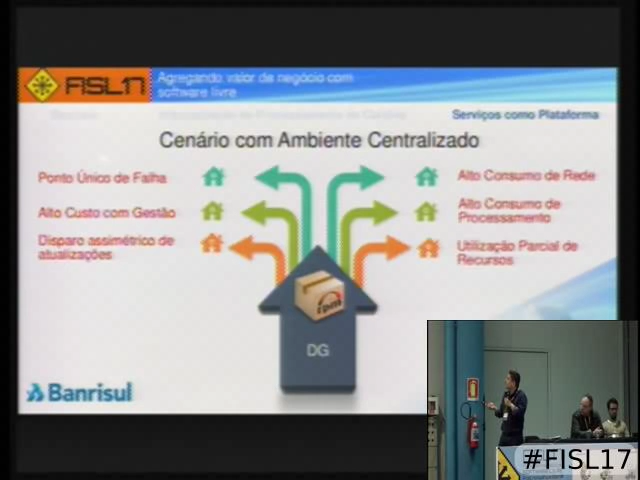 FISL17
Agregando valor de negócio com
software livre
Serviços como Plataforma
Cenário com Ambiente Centralizado
Ponto Único de Falha
Alto Custo com Gestão
Disparo assimétrico de
atualizações
Alto Consumo de Rede
Alto Consumo de
Processamento
Utilização Parcial de
Recursos
rpm
DG
Banrisul
#FISL17